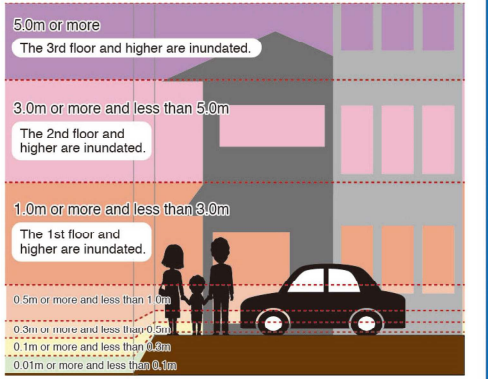 5.0m or more
The 3rd floor and higher are inundated.
3.0m or more and less than 5.0m
The 2nd floor and
higher are inundated.
1.0m or more and less than 3.0m
The 1st floor and
higher are inundated.
0 5m or more and less than 1.0m
0.3m or more and less than 0.5m
0.1m or more and less than 0.3m
0.01m or more and less than 0.1m